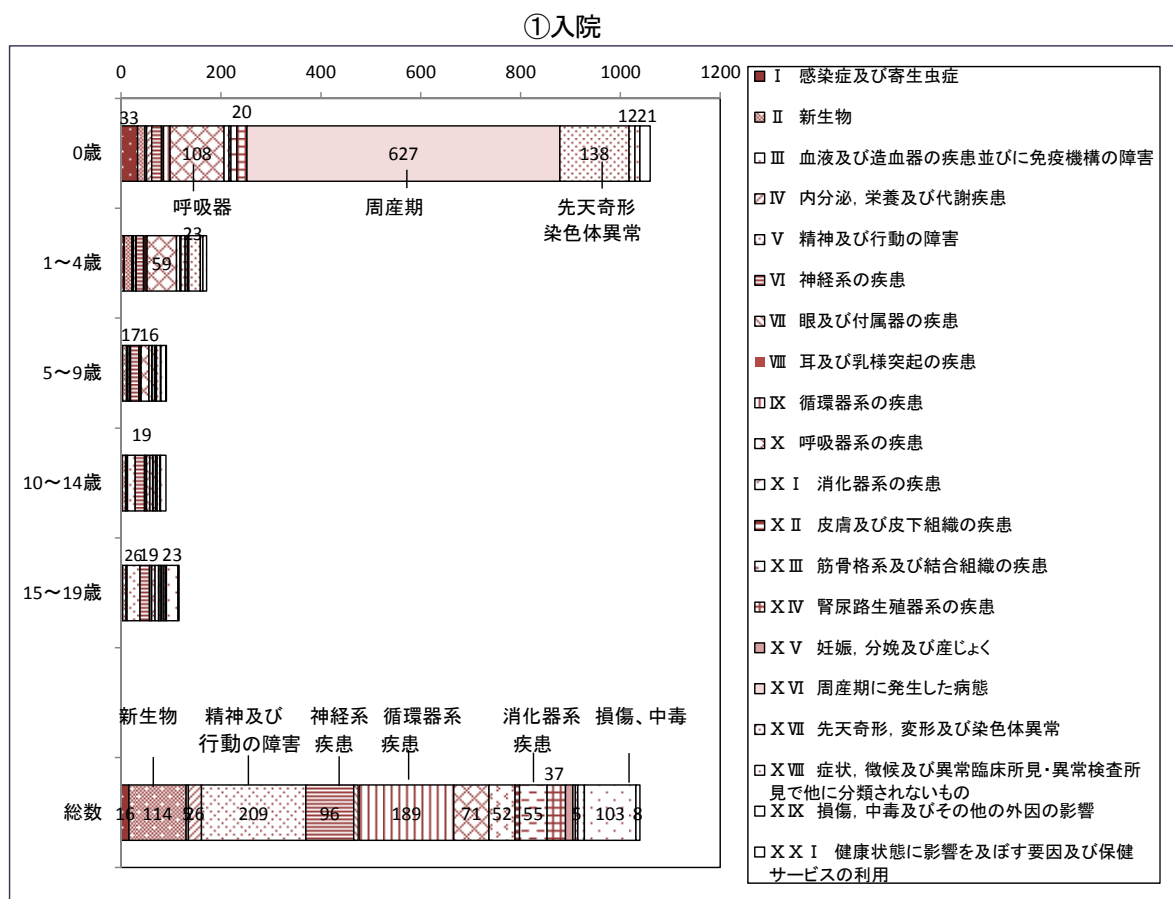 ①入院
0 200 400 600 800 1000 1200
33 20 1221
0歳 108 627 138
呼吸器 周産期 先天奇形
染色体異常
23
1～4歳 59
17 16
5～9歳
19
10～14歳
26 19 23
15～19歳
新生物 精神及び 神経系 循環器系 消化器系 損傷、中毒
行動の障害 疾患 疾患 疾患
37
総数 16 114 26 209 96 189 71 52 55 5 103 8
Ⅰ 感染症及び寄生虫症
Ⅱ 新生物
Ⅲ 血液及び造血器の疾患並びに免疫機構の障害
Ⅳ 内分泌，栄養及び代謝疾患
Ⅴ 精神及び行動の障害
Ⅵ 神経系の疾患
Ⅶ 眼及び付属器の疾患
Ⅷ 耳及び乳様突起の疾患
Ⅸ 循環器系の疾患
Ⅹ 呼吸器系の疾患
ⅩⅠ 消化器系の疾患
ⅩⅡ 皮膚及び皮下組織の疾患
ⅩⅢ 筋骨格系及び結合組織の疾患
ⅩⅣ 腎尿路生殖器系の疾患
ⅩⅤ 妊娠，分娩及び産じょく
ⅩⅥ 周産期に発生した病態
ⅩⅦ 先天奇形，変形及び染色体異常
ⅩⅧ 症状，徴候及び異常臨床所見・異常検査所
見で他に分類されないもの
ⅩⅨ 損傷，中毒及びその他の外因の影響
ⅩⅩⅠ 健康状態に影響を及ぼす要因及び保健
サービスの利用